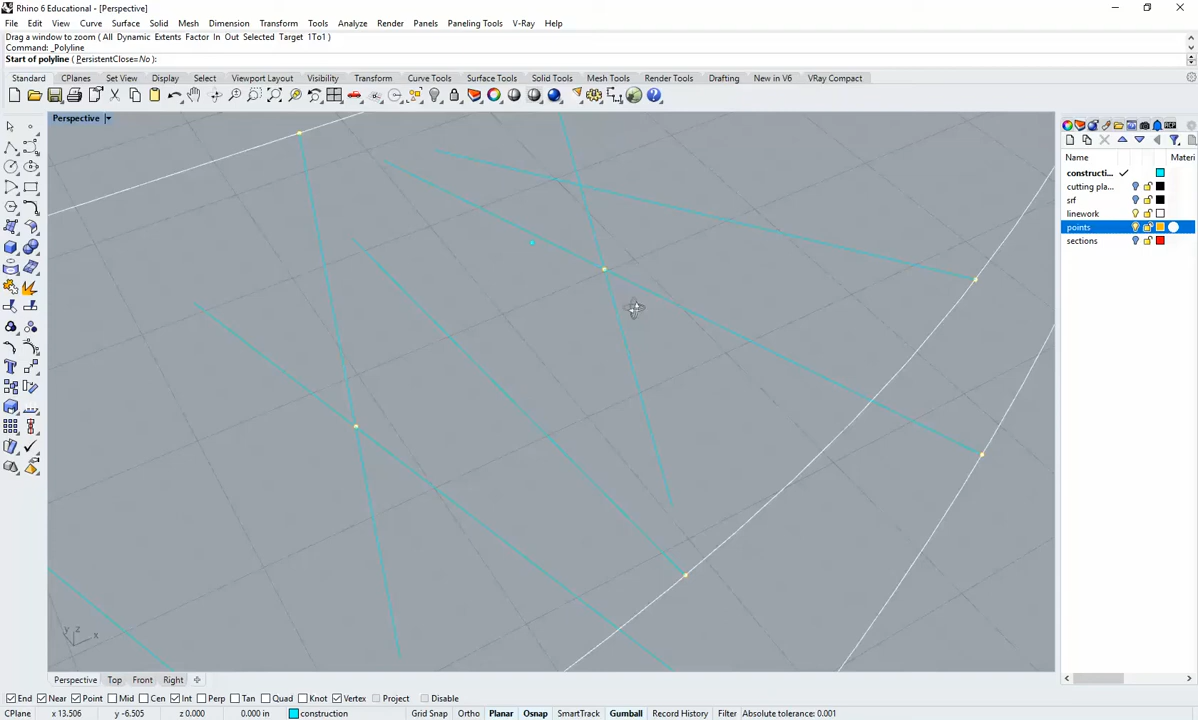 Rhino 6 Educational - [Perspective]
File Edit View Curve Surface Solid Mesh Dimension Transform Tools Analyze Render Panels Paneling Tools V-Ray Help
Drag a window to zoom ( All Dynamic Extents Factor In Out Selected Target 1To1 )
Command: _Polyline
Start of polyline ( PersistentClose=No ):
Standard CPlanes Set View Display Select Viewport Layout Visibility Transform Curve Tools Surface Tools Solid Tools Mesh Tools Render Tools Drafting New in V6 VRay Compact
Perspective
Name Materi
constructi...
cutting pla...
srf
linework
points
sections
y z x
Perspective Top Front Right
End Near Point Mid Cen Int Perp Tan Quad Knot Vertex Project Disable
CPlane x 13.506 y -6.505 z 0.000 0.000 in construction Grid Snap Ortho Planar Osnap SmartTrack Gumball Record History Filter Absolute tolerance: 0.001